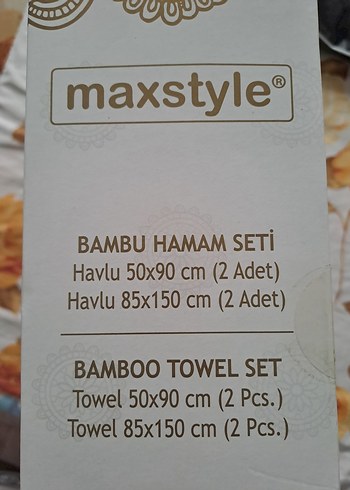 maxstyle®
BAMBU HAMAM SETİ
Havlu 50x90 cm (2 Adet)
Havlu 85x150 cm (2 Adet)
BAMBOO TOWEL SET
Towel 50x90 cm (2 Pcs.)
Towel 85x150 cm (2 Pcs.)